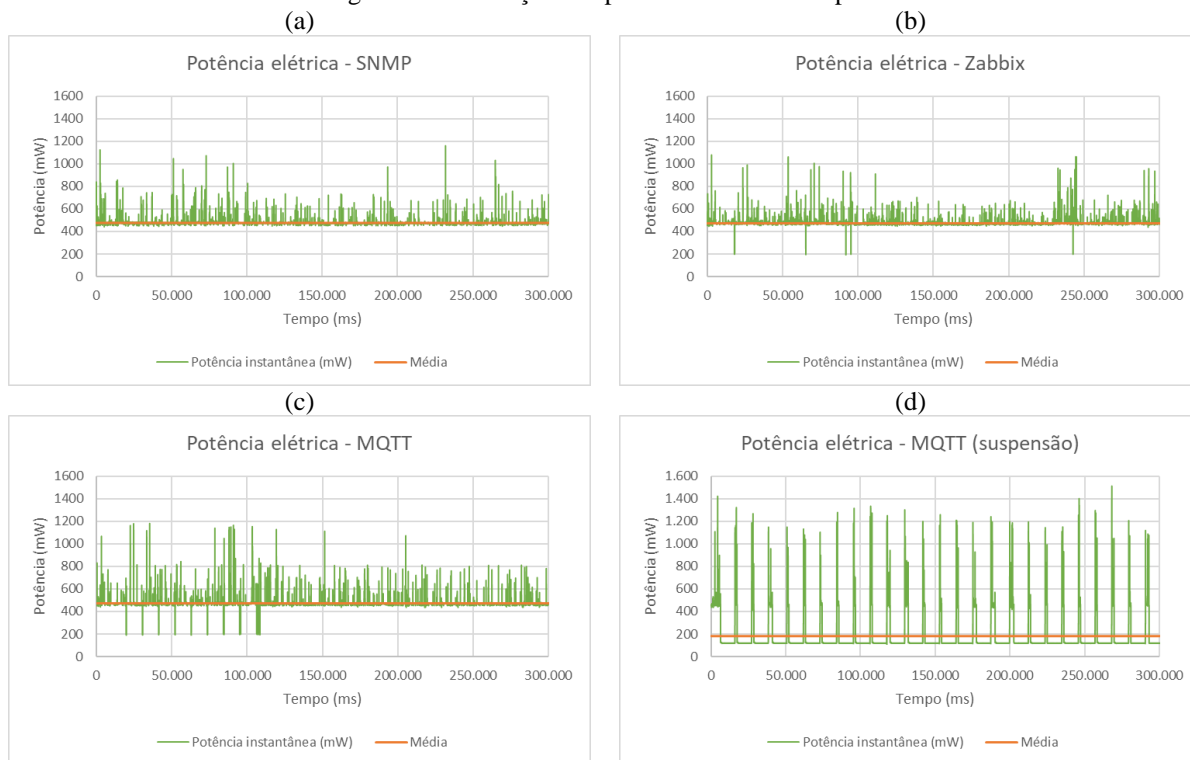 (a)
(b)
Potência elétrica - SNMP
1600
1400
1200
1000
800
600
400
200
0
Potência (mW)
0 50.000 100.000 150.000 200.000 250.000 300.000
Tempo (ms)
Potência instantânea (mW) Média
Potência elétrica - Zabbix
1600
1400
1200
1000
800
600
400
200
0
Potência (mW)
0 50.000 100.000 150.000 200.000 250.000 300.000
Tempo (ms)
Potência instantânea (mW) Média
(c)
(d)
Potência elétrica - MQTT
1.600
1.400
1200
1000
800
600
400
200
0
Potência (mW)
0 50.000 100.000 150.000 200.000 250.000 300.000
Tempo (ms)
Potência instantânea (mW) Média
Potência elétrica - MQTT (suspensão)
1.600
1.400
1.200
1.000
800
600
400
200
0
Potência (mW)
0 50.000 100.000 150.000 200.000 250.000 300.000
Tempo (ms)
Potência instantânea (mW) Média